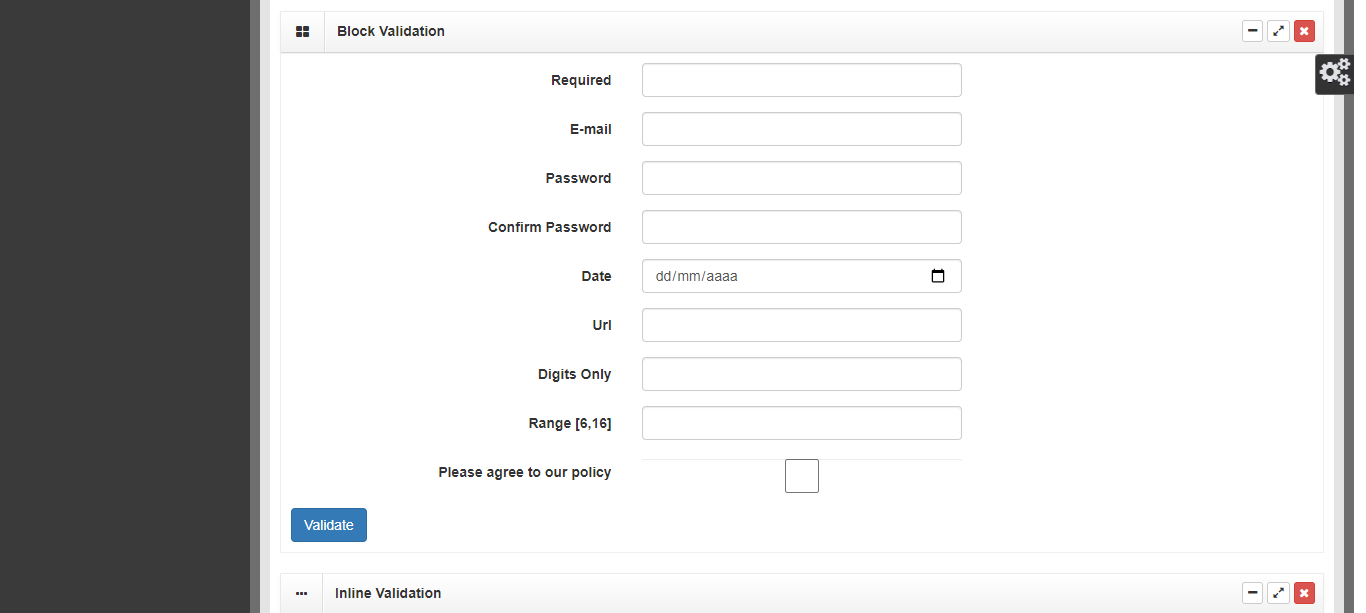 Block Validation
Required
E-mail
Password
Confirm Password
Date dd/mm/aaaa
Url
Digits Only
Range [6,16]
Please agree to our policy
Validate
Inline Validation